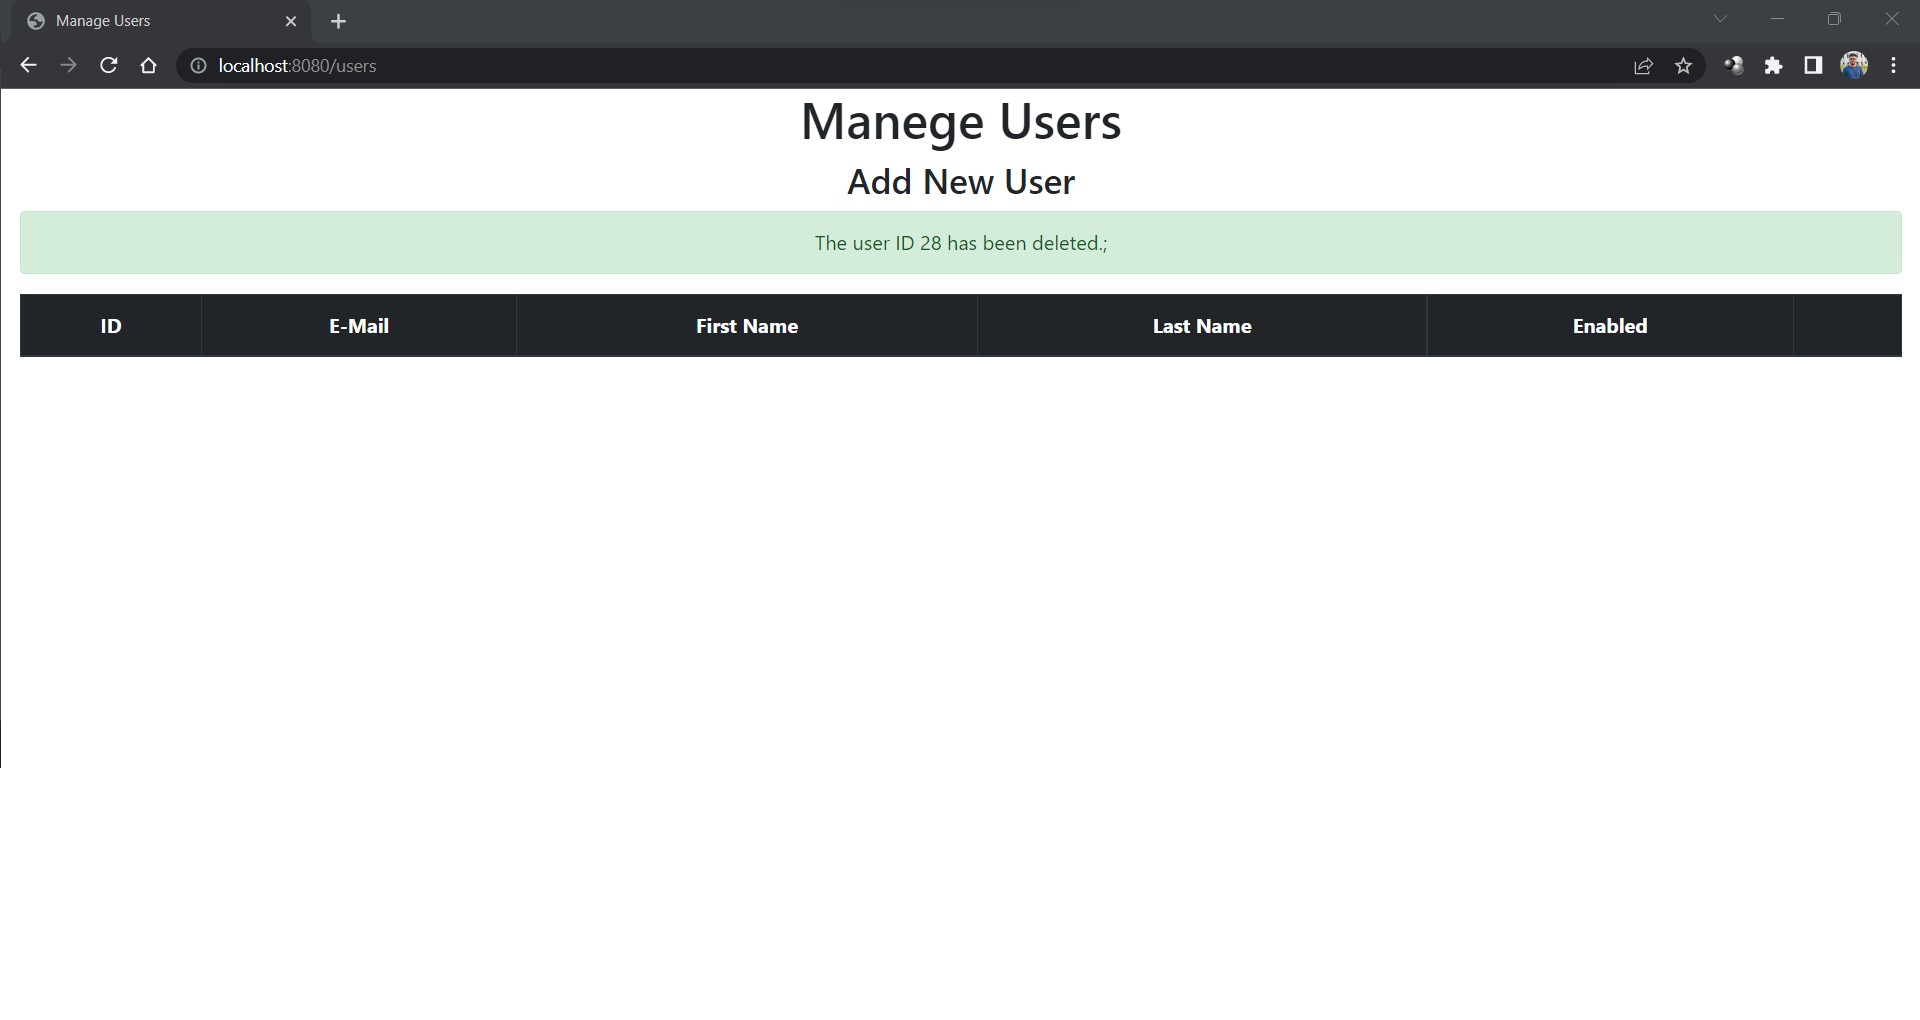 Manage Users
localhost:8080/users
Manege Users
Add New User
The user ID 28 has been deleted.;
ID E-Mail First Name Last Name Enabled